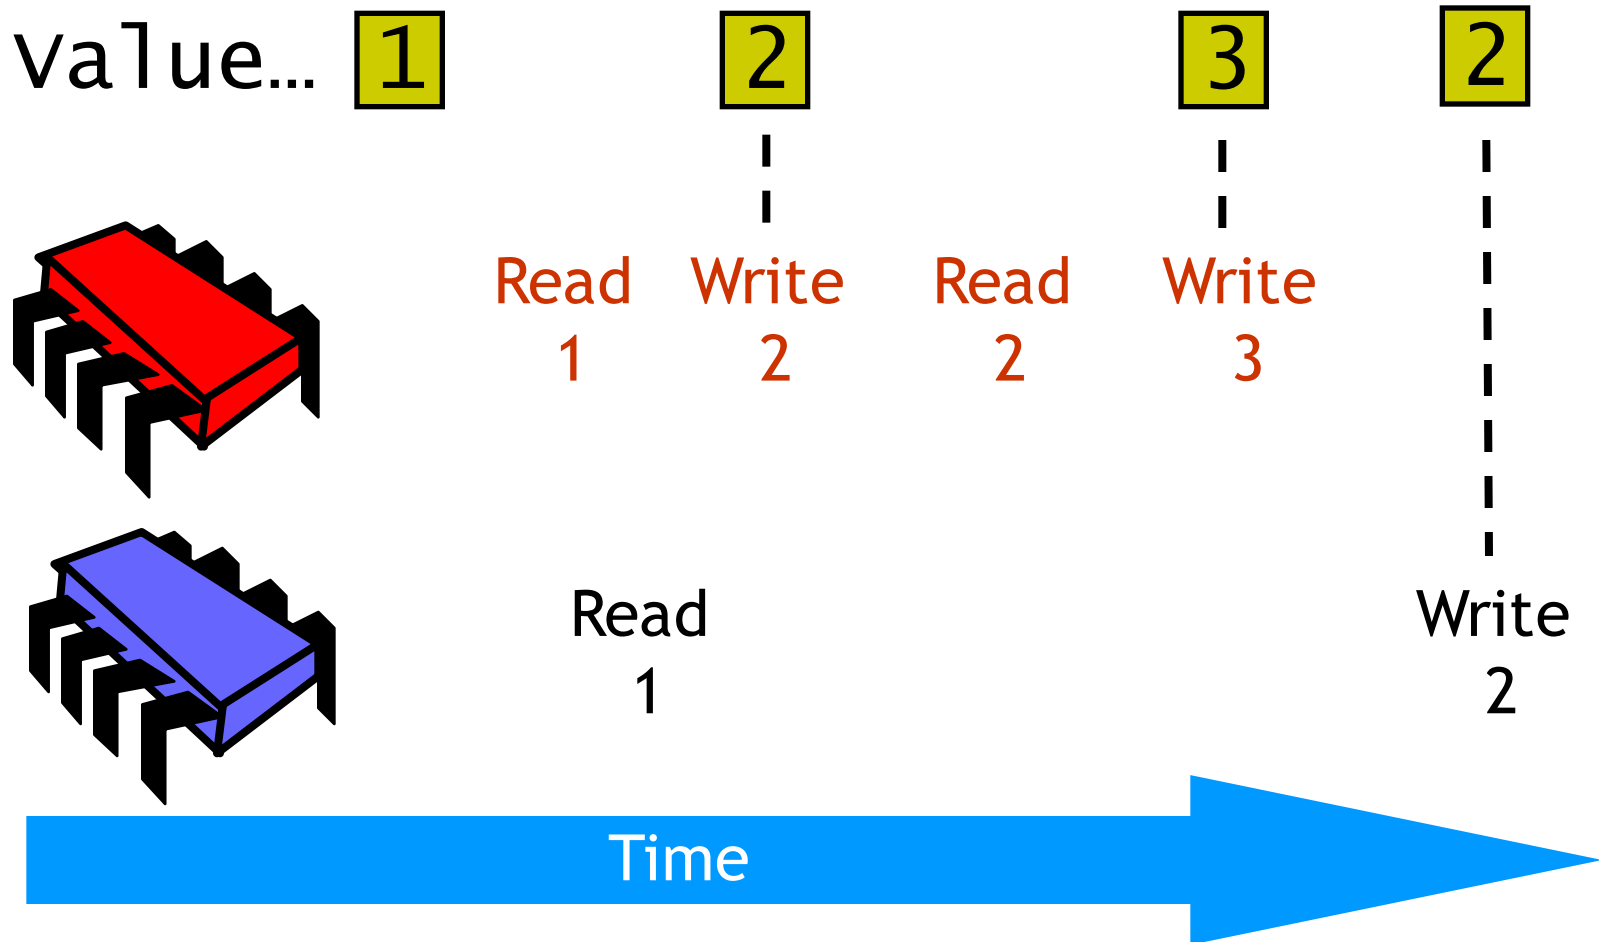 Value… 1 2 3 2
Read Write Read Write
1 2 2 3
Read Write
1 2
Time